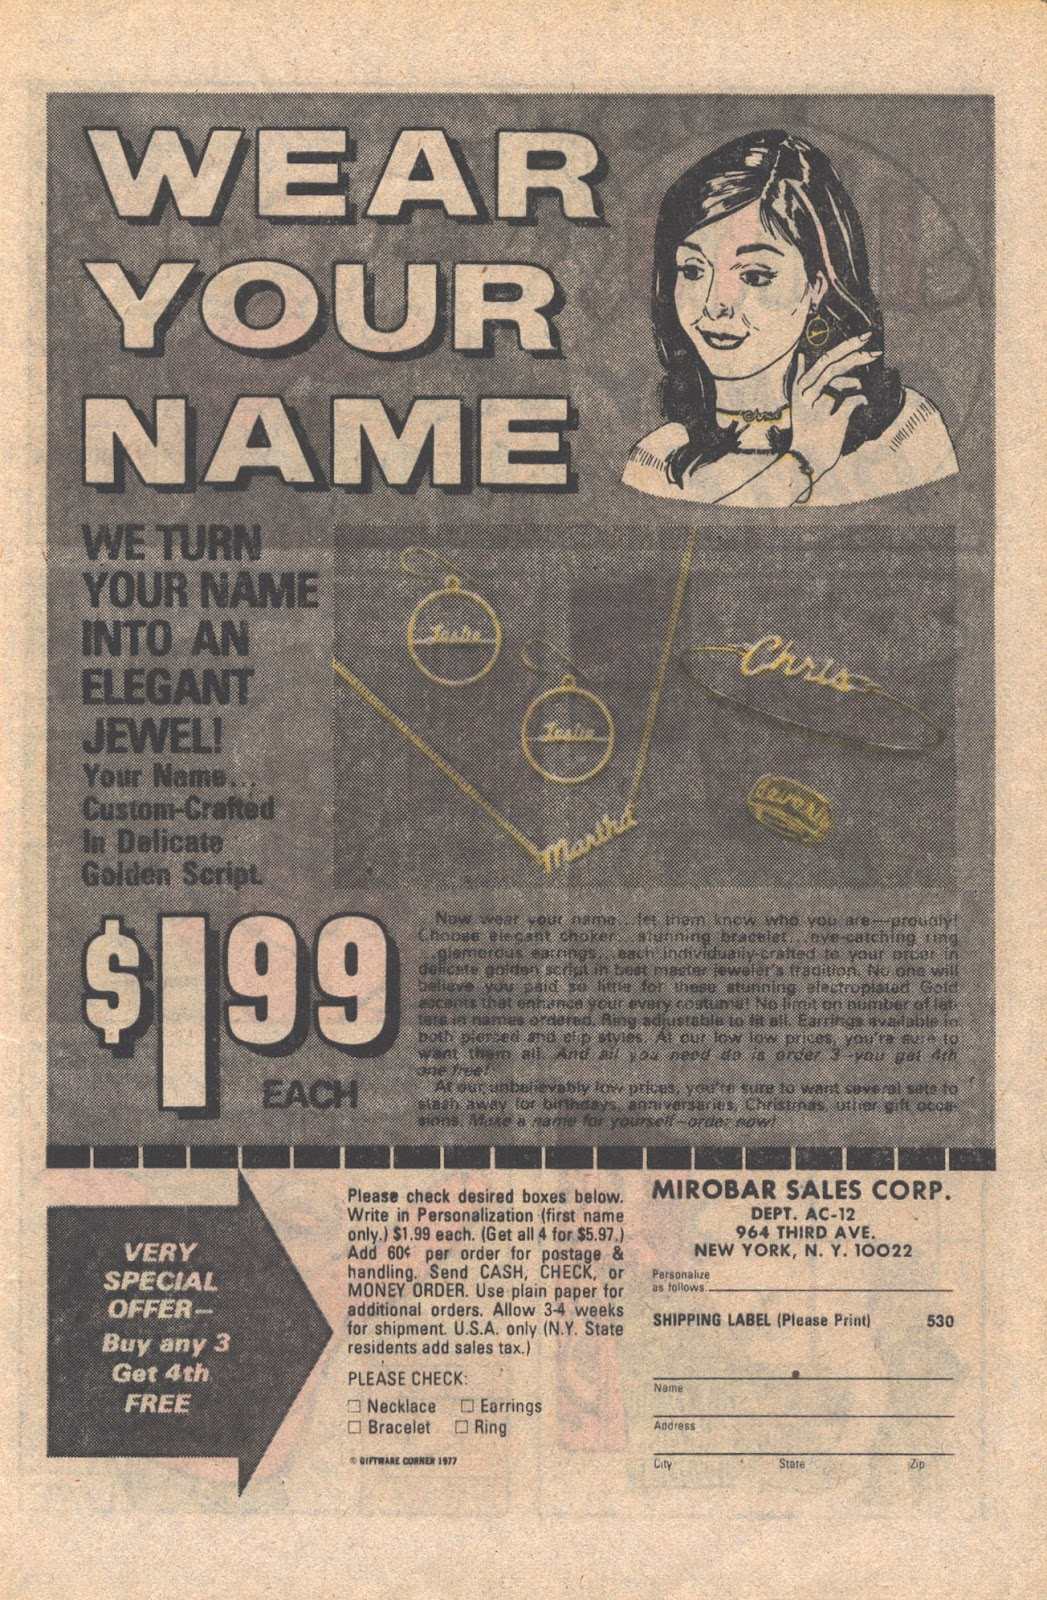 WEAR
YOUR
NAME
WE TURN
YOUR NAME
INTO AN
ELEGANT
JEWEL!
Your Name...
Custom-Crafted
In Delicate
Golden Script.
$1.99
EACH
Leslie
Leslie
Chris
Martha
Beverly
Now wear your name...let them know who you are—proudly!
Choose elegant choker...stunning bracelet...eye-catching ring
...glamorous earrings...each individually-crafted to your order in
delicate golden script in best master jeweler's tradition. No one will
believe you paid so little for these stunning electroplated Gold
accents that enhance your every costume! No limit on number of let-
ters in names ordered. Ring adjustable to fit all. Earrings available in
both pierced and clip styles. At our low low prices, you're sure to
want them all. And all you need do is order 3—you get 4th
one free!
At our unbelievably low prices, you're sure to want several sets to
stash away for birthdays, anniversaries, Christmas, other gift occa-
sions. Make a name for yourself—order now!
VERY
SPECIAL
OFFER—
Buy any 3
Get 4th
FREE
Please check desired boxes below.
Write in Personalization (first name
only.) $1.99 each. (Get all 4 for $5.97.)
Add 60¢ per order for postage &
handling. Send CASH, CHECK, or
MONEY ORDER. Use plain paper for
additional orders. Allow 3-4 weeks
for shipment. U.S.A. only (N.Y. State
residents add sales tax.)
PLEASE CHECK:
☐ Necklace ☐ Earrings
☐ Bracelet ☐ Ring
© GIFTWARE CORNER 1977
MIROBAR SALES CORP.
DEPT. AC-12
964 THIRD AVE.
NEW YORK, N. Y. 10022
Personalize
as follows
SHIPPING LABEL (Please Print) 530
Name
Address
City State Zip